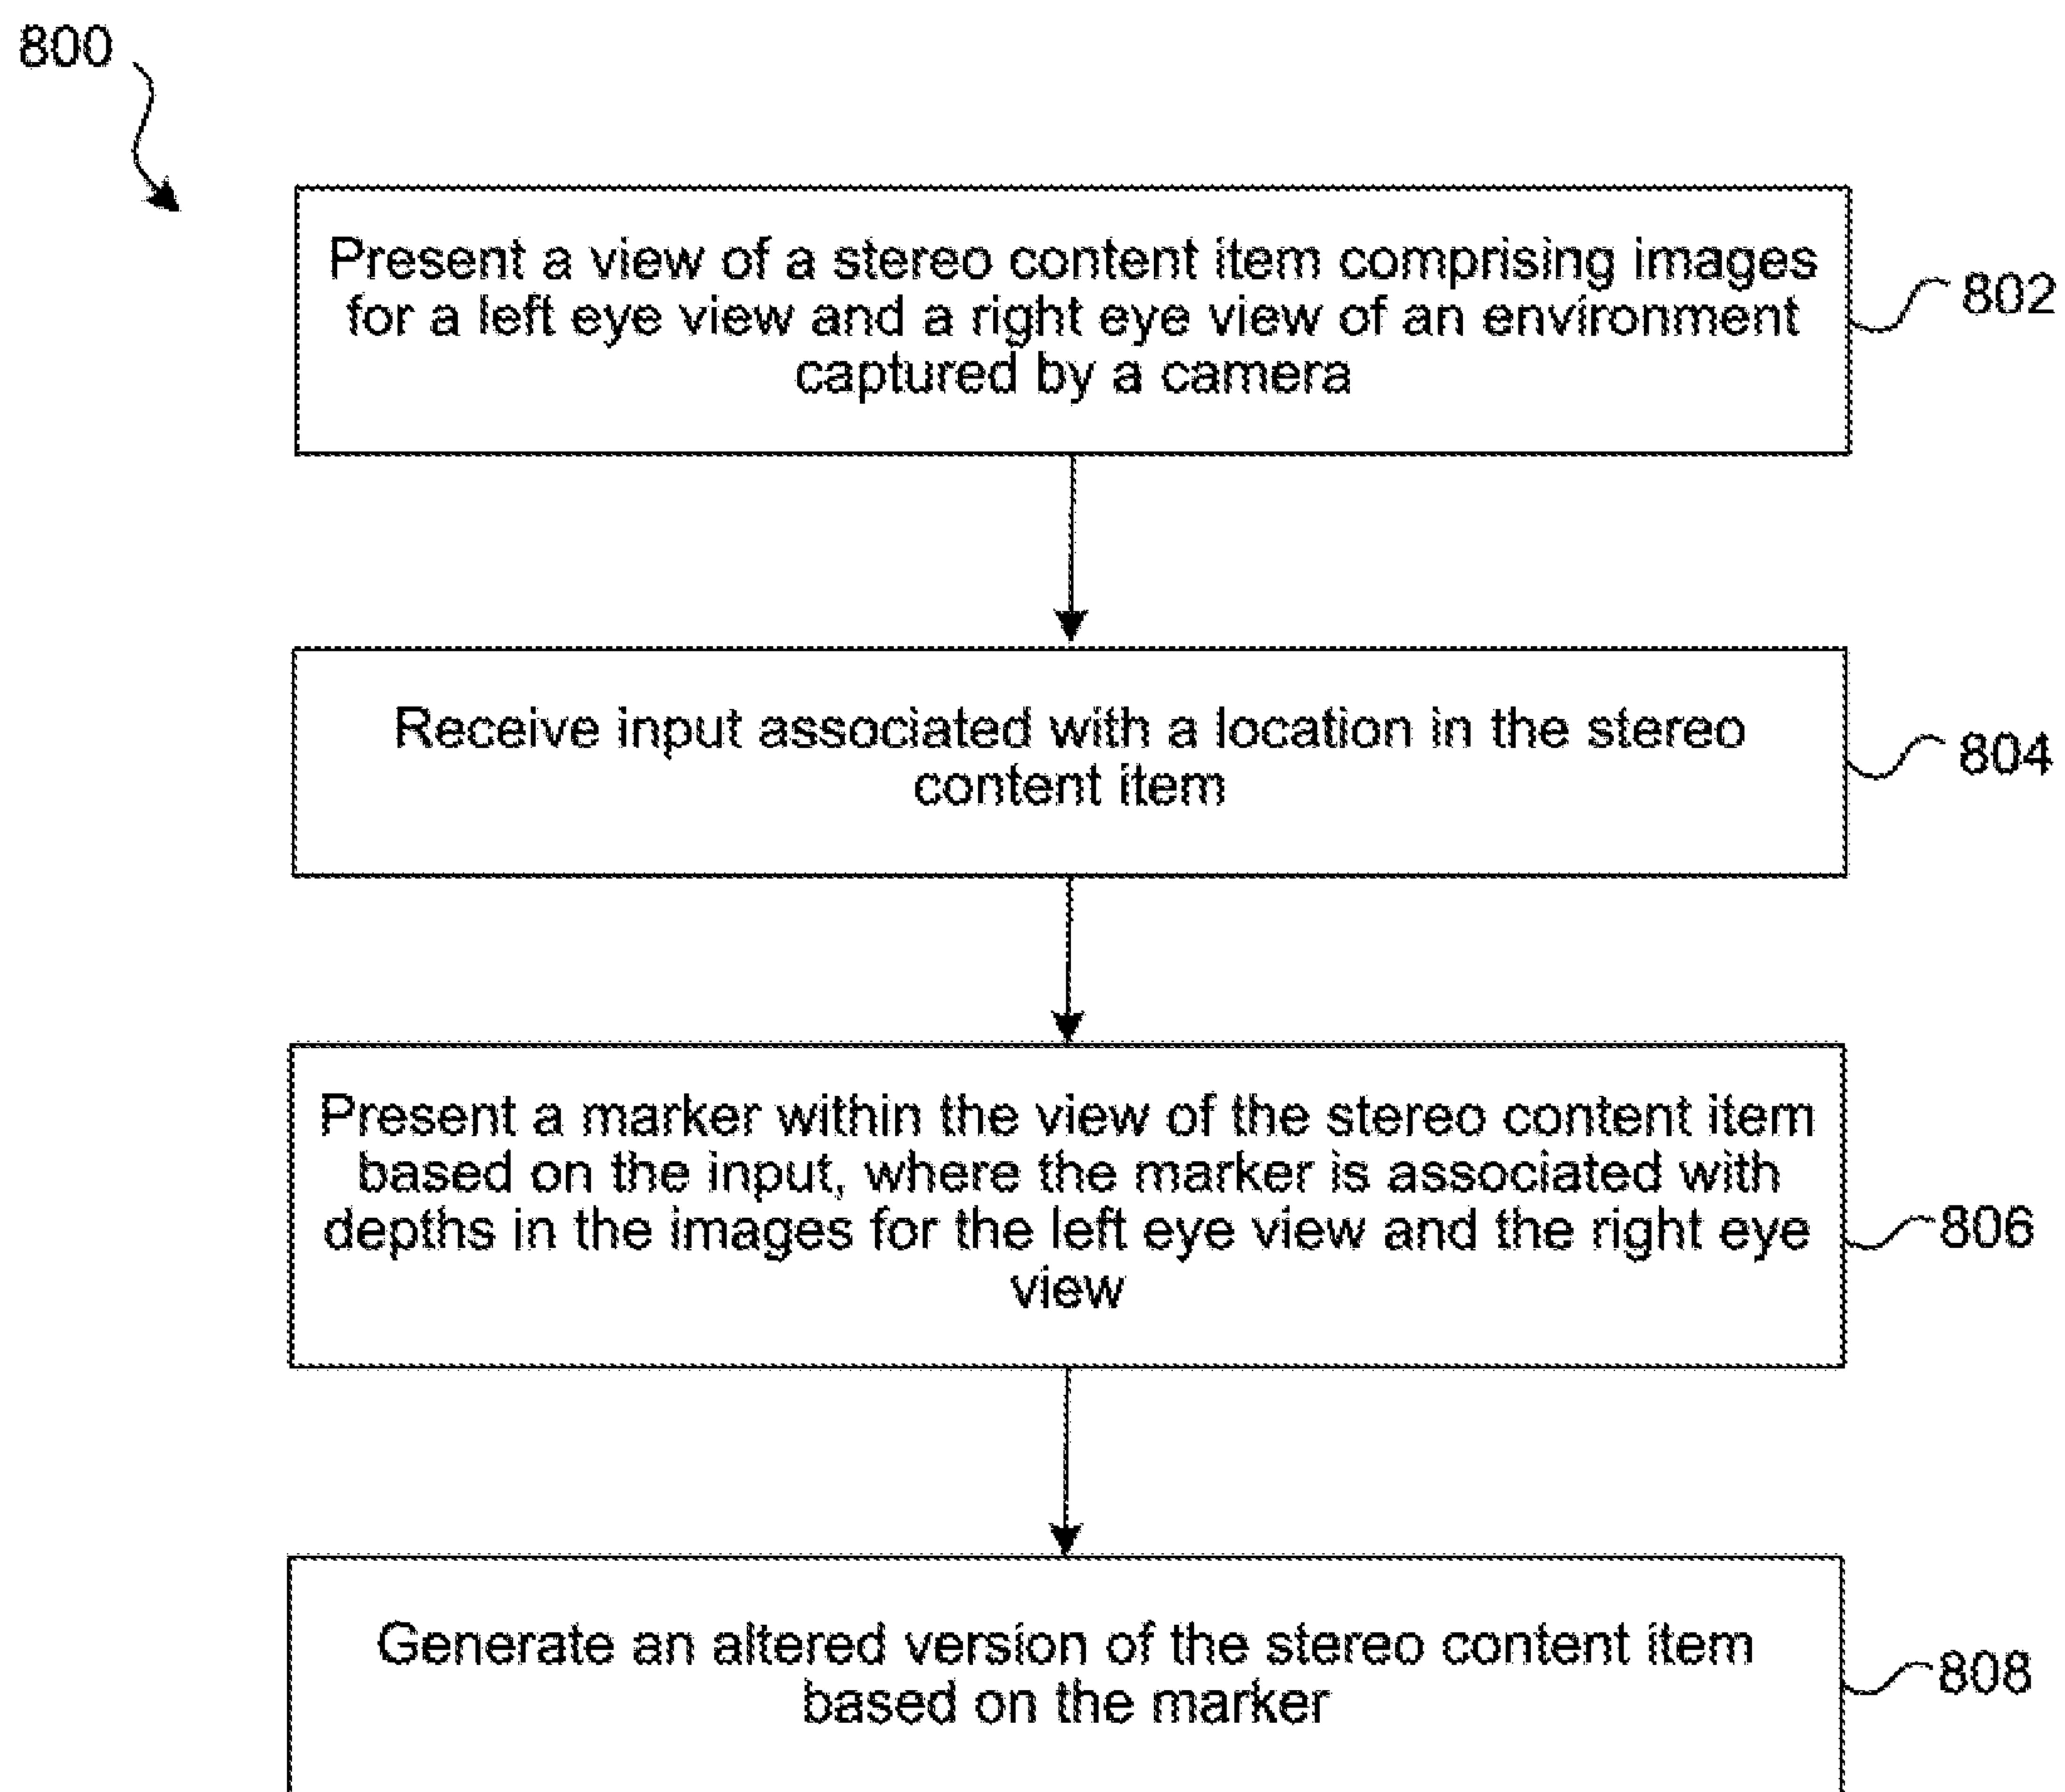 800
Present a view of a stereo content item comprising images
for a left eye view and a right eye view of an environment
captured by a camera
802
Receive input associated with a location in the stereo
content item
804
Present a marker within the view of the stereo content item
based on the input, where the marker is associated with
depths in the images for the left eye view and the right eye
view
806
Generate an altered version of the stereo content item
based on the marker
808